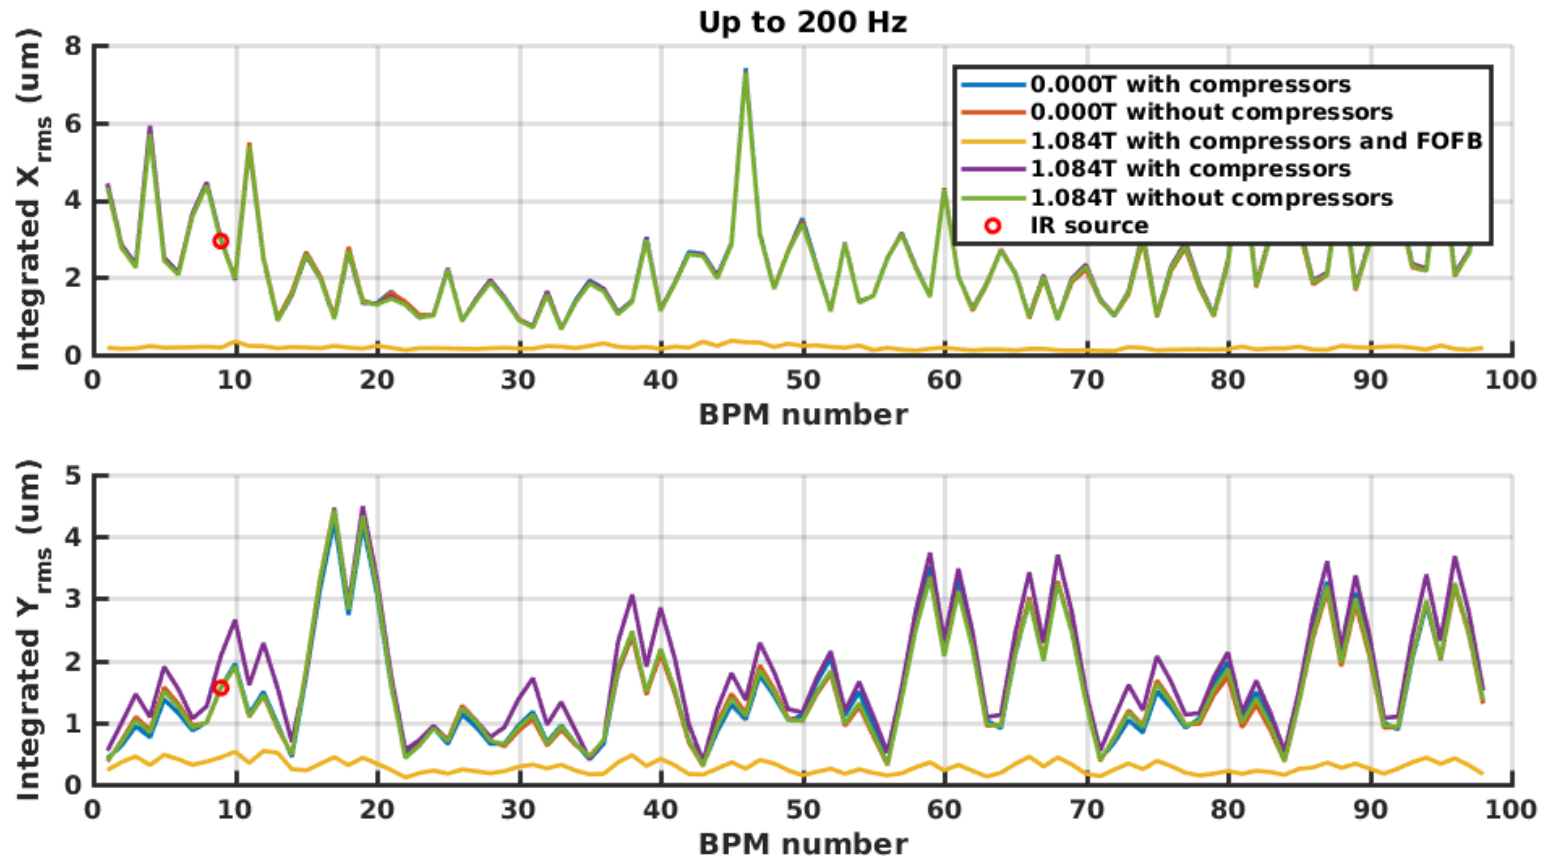 Up to 200 Hz
Integrated Xrms (um)
8
6
4
2
0
0.000T with compressors
0.000T without compressors
1.084T with compressors and FOFB
1.084T with compressors
1.084T without compressors
IR source
0 10 20 30 40 50 60 70 80 90 100
BPM number
Integrated Yrms (um)
5
4
3
2
1
0
0 10 20 30 40 50 60 70 80 90 100
BPM number